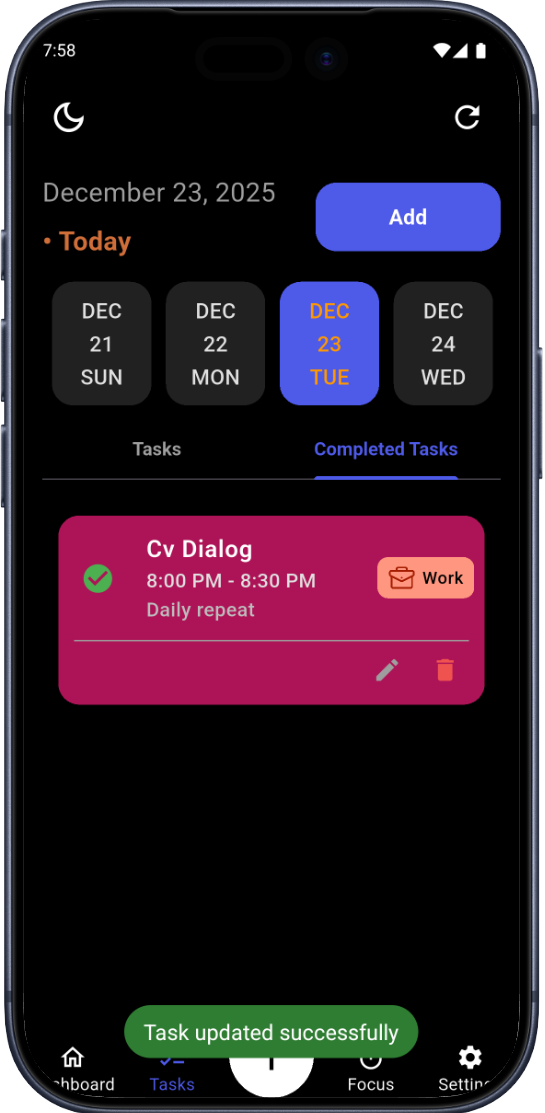 7:58
December 23, 2025
• Today
Add
DEC
21
SUN
DEC
22
MON
DEC
23
TUE
DEC
24
WED
Tasks
Completed Tasks
Cv Dialog
8:00 PM - 8:30 PM
Daily repeat
Work
Task updated successfully
hboard
Tasks
Focus
Setting